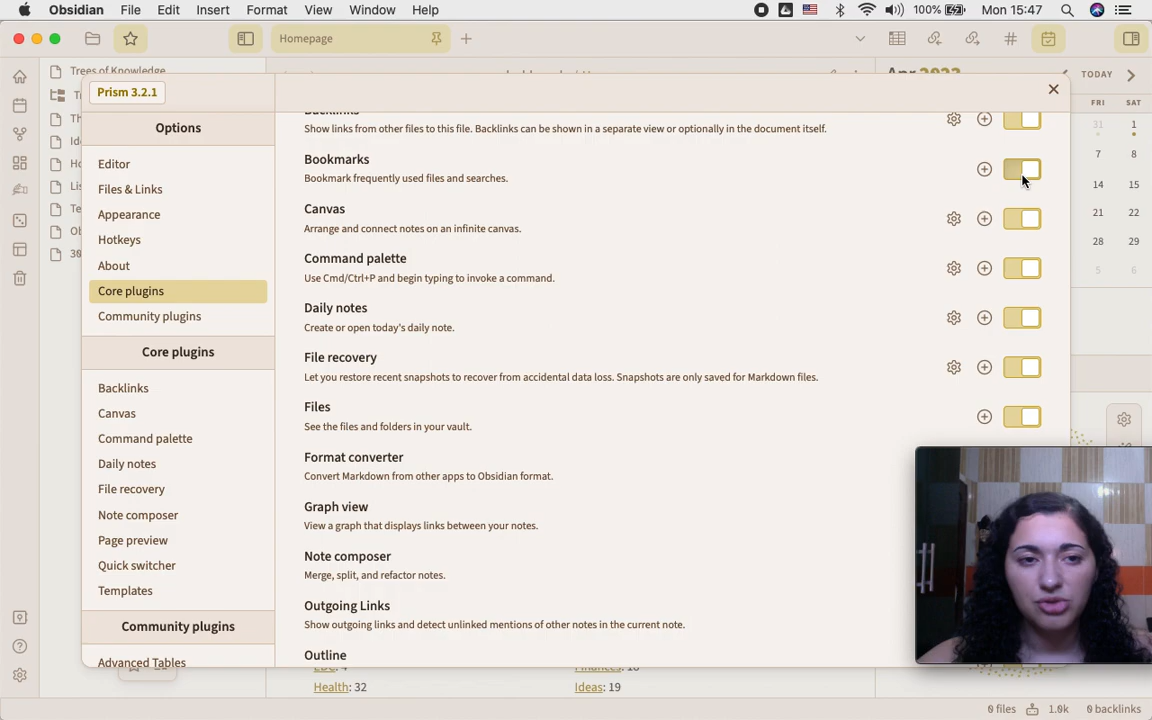 Obsidian File Edit Insert Format View Window Help
100% Mon 15:47
Homepage
Trees of Knowledge
Apr 2023
TODAY
Prism 3.2.1
Options
Editor
Files & Links
Appearance
Hotkeys
About
Core plugins
Community plugins
Core plugins
Backlinks
Canvas
Command palette
Daily notes
File recovery
Note composer
Page preview
Quick switcher
Templates
Community plugins
Advanced Tables
Backlinks
Show links from other files to this file. Backlinks can be shown in a separate view or optionally in the document itself.
Bookmarks
Bookmark frequently used files and searches.
Canvas
Arrange and connect notes on an infinite canvas.
Command palette
Use Cmd/Ctrl+P and begin typing to invoke a command.
Daily notes
Create or open today's daily note.
File recovery
Let you restore recent snapshots to recover from accidental data loss. Snapshots are only saved for Markdown files.
Files
See the files and folders in your vault.
Format converter
Convert Markdown from other apps to Obsidian format.
Graph view
View a graph that displays links between your notes.
Note composer
Merge, split, and refactor notes.
Outgoing Links
Show outgoing links and detect unlinked mentions of other notes in the current note.
Outline
FRI SAT
31 1
7 8
14 15
21 22
28 29
5 6
Health: 32
Ideas: 19
0 files 1.0k 0 backlinks